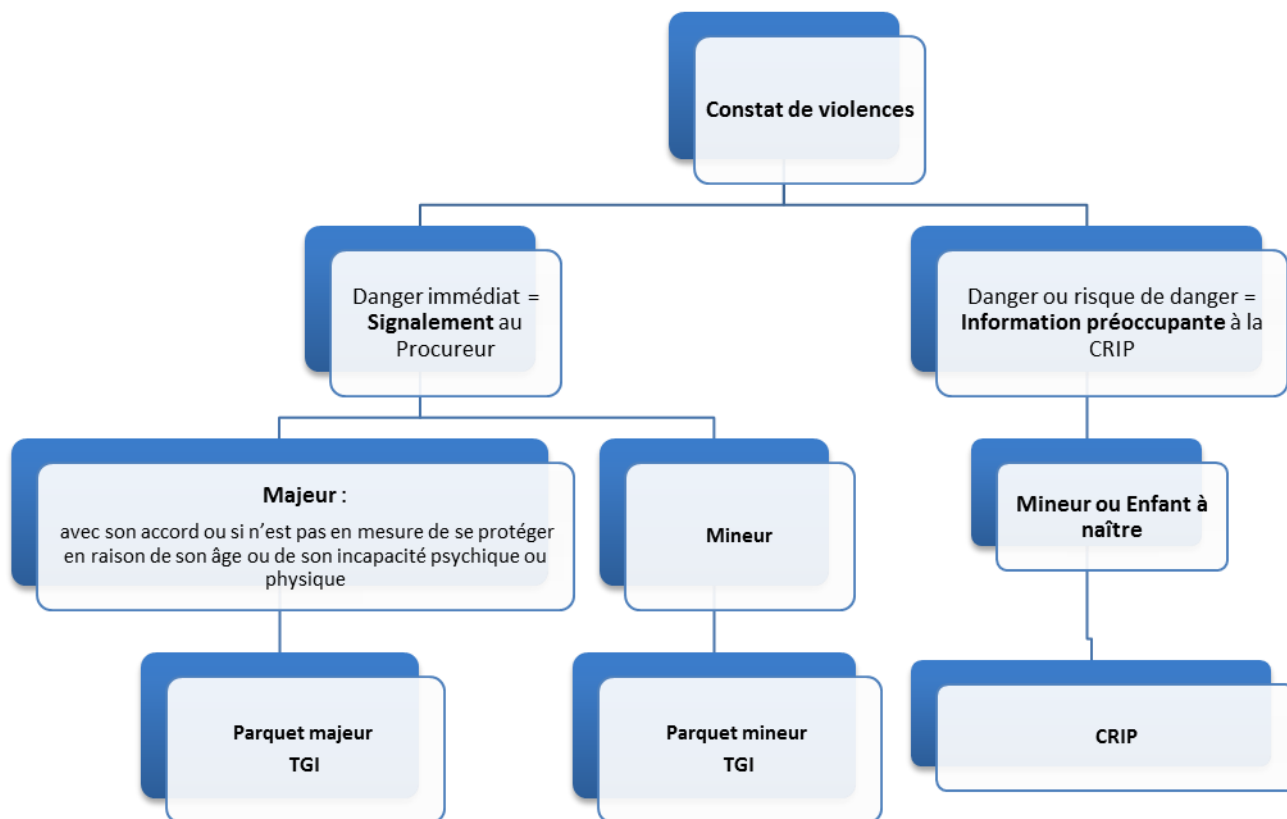 Constat de violences
Danger immédiat =
Signalement au
Procureur
Danger ou risque de danger =
Information préoccupante à la
CRIP
Majeur :
avec son accord ou si n’est pas en mesure de se protéger
en raison de son âge ou de son incapacité psychique ou
physique
Mineur
Mineur ou Enfant à
naître
Parquet majeur
TGI
Parquet mineur
TGI
CRIP